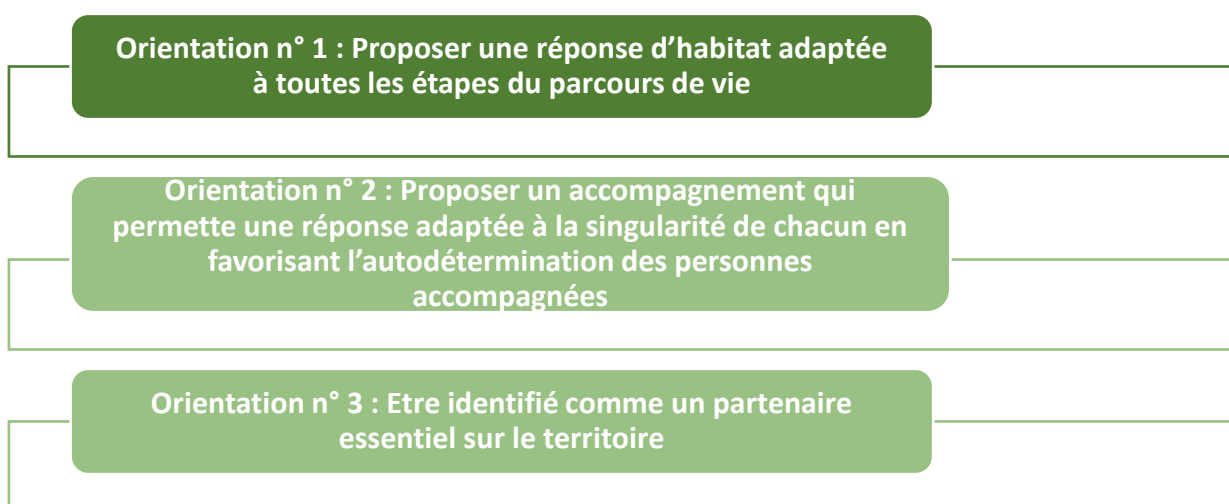 Orientation n° 1 : Proposer une réponse d’habitat adaptée
à toutes les étapes du parcours de vie
Orientation n° 2 : Proposer un accompagnement qui
permette une réponse adaptée à la singularité de chacun en
favorisant l’autodétermination des personnes
accompagnées
Orientation n° 3 : Etre identifié comme un partenaire
essentiel sur le territoire